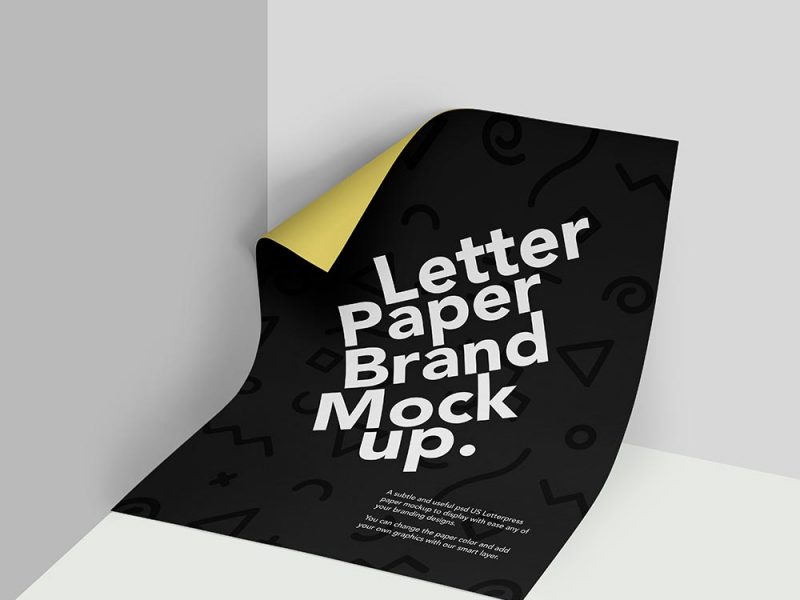 Letter
Paper
Brand
Mock
up.
A subtle and useful psd US Letterpress
paper mockup to display with ease any of
your branding designs.
You can change the paper color and add
your own graphics with our smart layer.